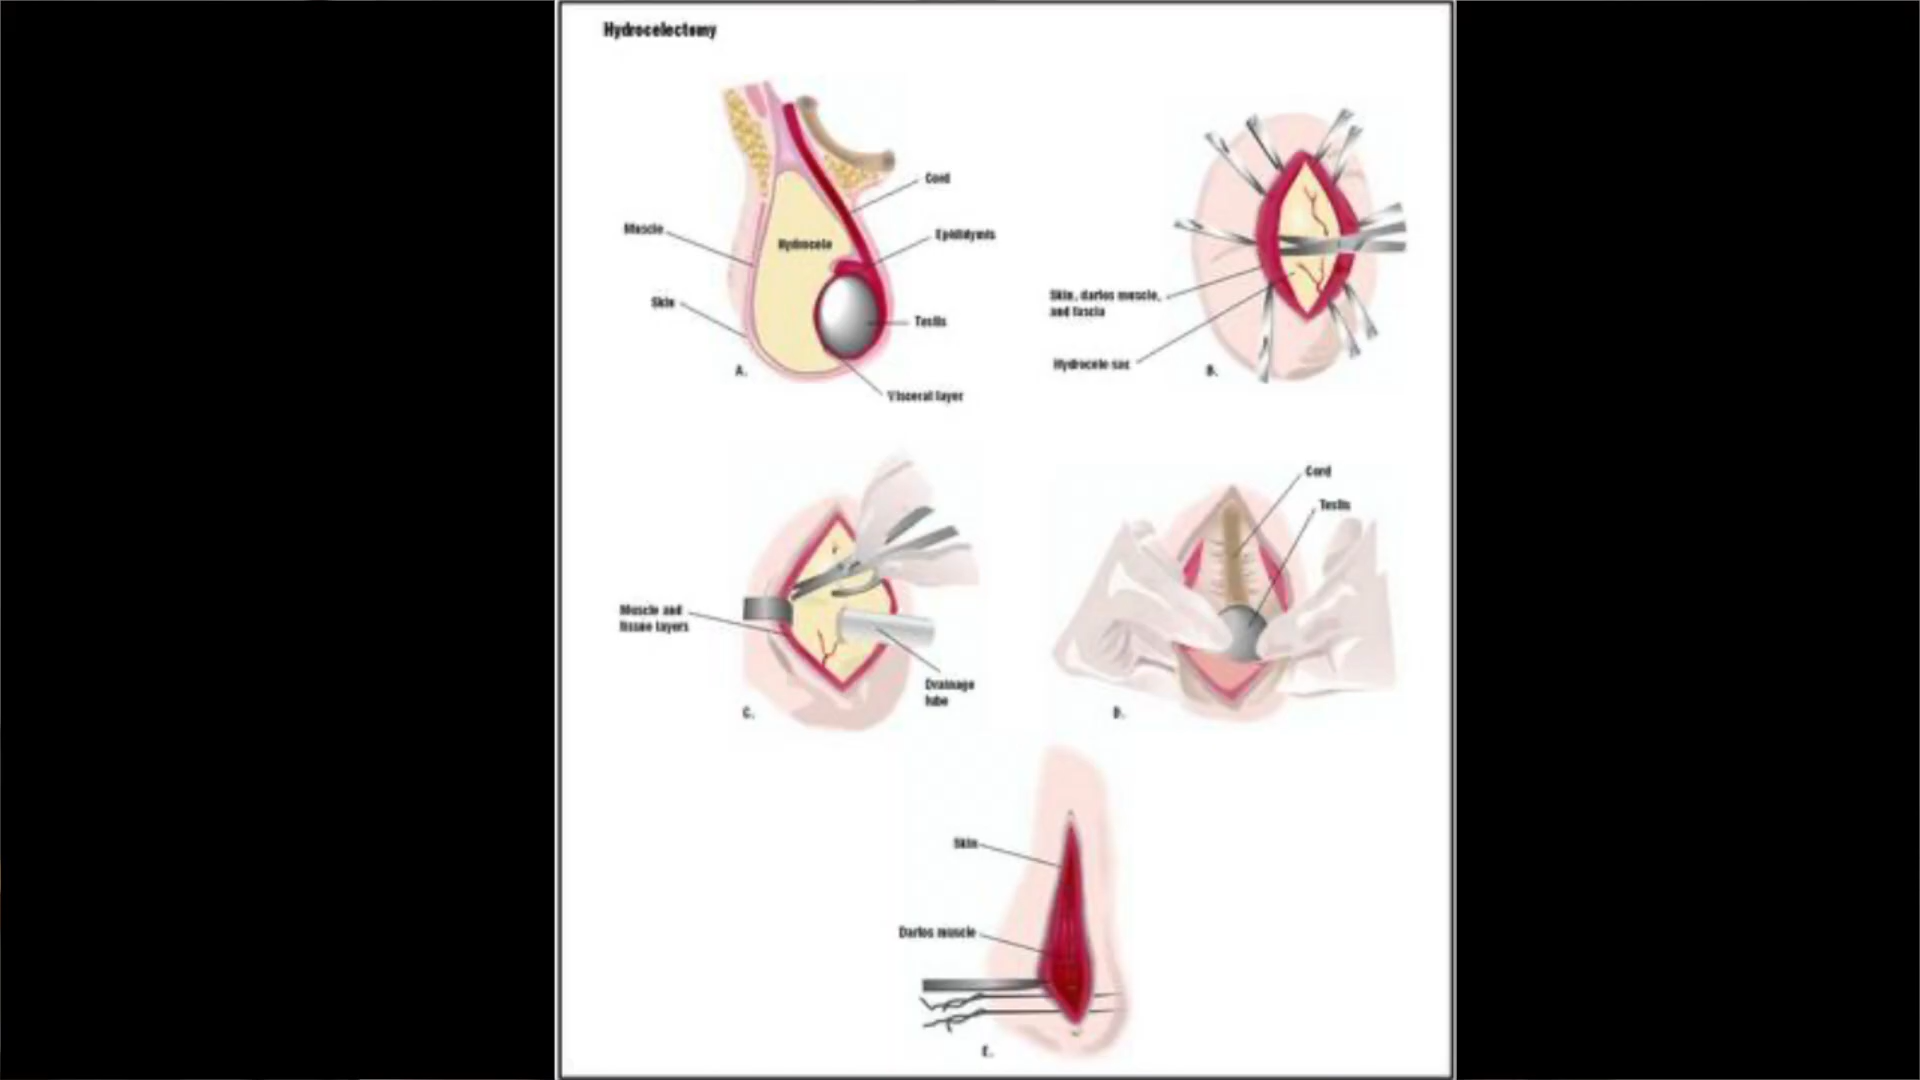 Hydrocelectomy
Cord
Muscle
Epididymis
Hydrocele
Skin
Testis
A.
Visceral layer
Skin, dartos muscle,
and fascia
Hydrocele sac
B.
Muscle and
tissue layers
Drainage
tube
C.
Cord
Testis
D.
Skin
Dartos muscle
E.